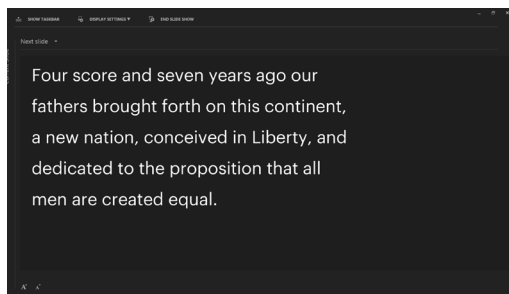 SHOW TASKBAR DISPLAY SETTINGS ▼ END SLIDE SHOW
Next slide
Four score and seven years ago our
fathers brought forth on this continent,
a new nation, conceived in Liberty, and
dedicated to the proposition that all
men are created equal.
A A